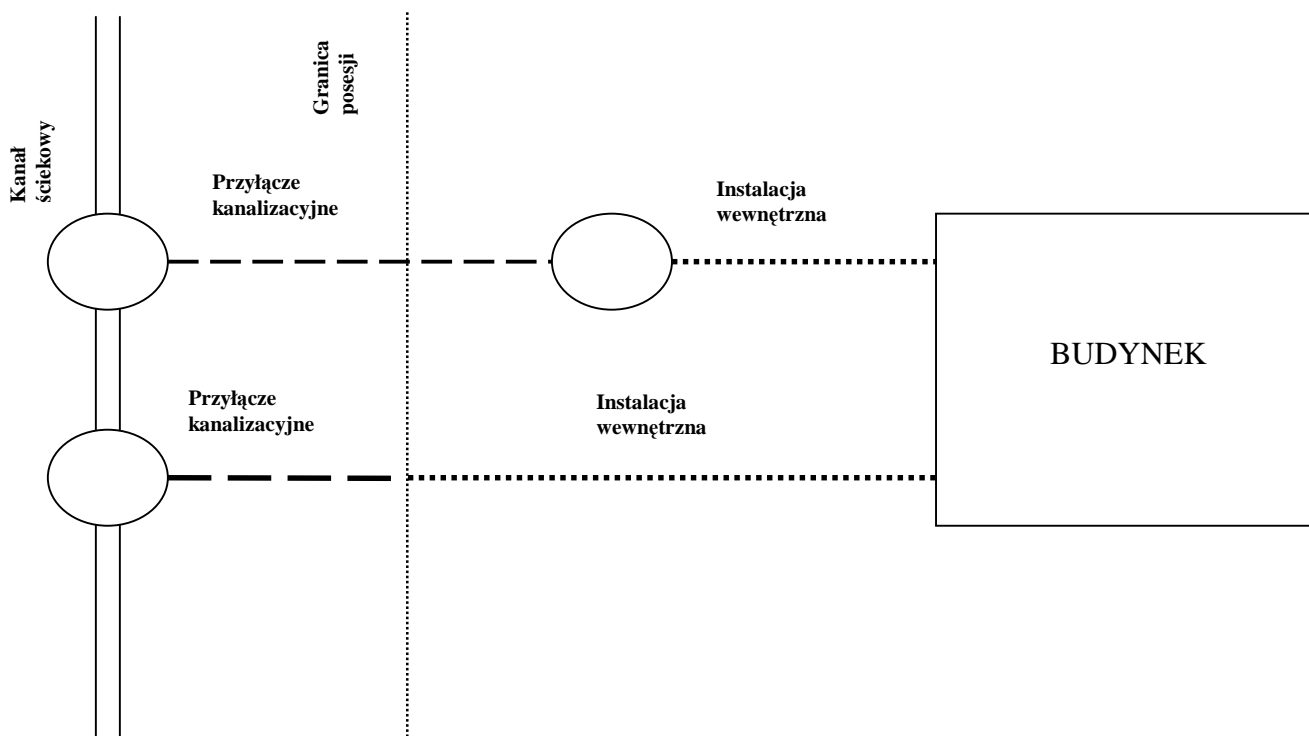 Kanał
ściekowy
Granica
posesji
Przyłącze
kanalizacyjne
Instalacja
wewnętrzna
BUDYNEK
Przyłącze
kanalizacyjne
Instalacja
wewnętrzna